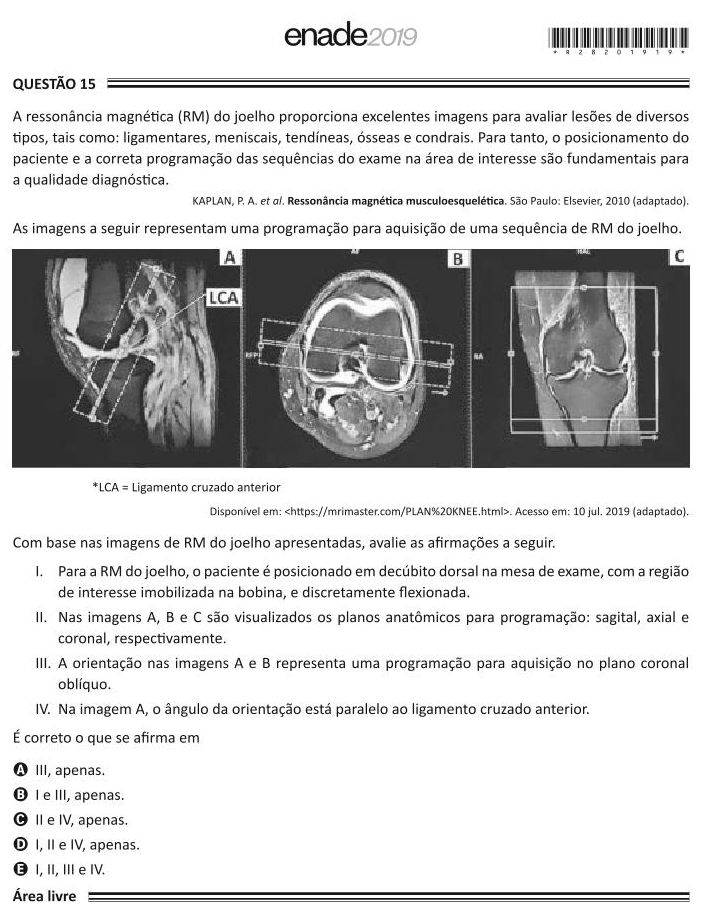 enade2019
*R28201919*
QUESTÃO 15
A ressonância magnética (RM) do joelho proporciona excelentes imagens para avaliar lesões de diversos
tipos, tais como: ligamentares, meniscais, tendíneas, ósseas e condrais. Para tanto, o posicionamento do
paciente e a correta programação das sequências do exame na área de interesse são fundamentais para
a qualidade diagnóstica.
KAPLAN, P. A. et al. Ressonância magnética musculoesquelética. São Paulo: Elsevier, 2010 (adaptado).
As imagens a seguir representam uma programação para aquisição de uma sequência de RM do joelho.
A
LCA
B
RFP
C
RA
*LCA = Ligamento cruzado anterior
Disponível em: <https://mrimaster.com/PLAN%20KNEE.html>. Acesso em: 10 jul. 2019 (adaptado).
Com base nas imagens de RM do joelho apresentadas, avalie as afirmações a seguir.
I. Para a RM do joelho, o paciente é posicionado em decúbito dorsal na mesa de exame, com a região
de interesse imobilizada na bobina, e discretamente flexionada.
II. Nas imagens A, B e C são visualizados os planos anatômicos para programação: sagital, axial e
coronal, respectivamente.
III. A orientação nas imagens A e B representa uma programação para aquisição no plano coronal
oblíquo.
IV. Na imagem A, o ângulo da orientação está paralelo ao ligamento cruzado anterior.
É correto o que se afirma em
A III, apenas.
B I e III, apenas.
C II e IV, apenas.
D I, II e IV, apenas.
E I, II, III e IV.
Área livre